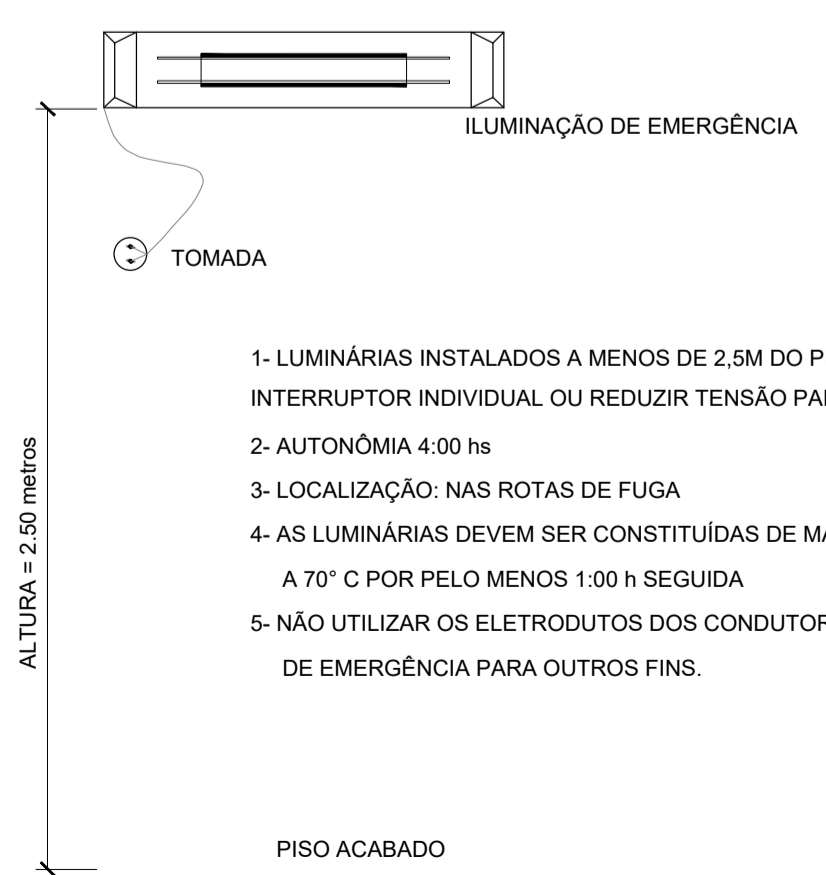 ILUMINAÇÃO DE EMERGÊNCIA
TOMADA
1- LUMINÁRIAS INSTALADOS A MENOS DE 2,5M DO P
INTERRUPTOR INDIVIDUAL OU REDUZIR TENSÃO
2- AUTONÔMIA 4:00 hs
3- LOCALIZAÇÃO: NAS ROTAS DE FUGA
4- AS LUMINÁRIAS DEVEM SER CONSTITUÍDAS DE
A 70° C POR PELO MENOS 1:00 h SEGUIDA
5- NÃO UTILIZAR OS ELETRODUTOS DOS
DE EMERGÊNCIA PARA OUTROS FINS.
ALTURA = 2.50 metros
PISO ACABADO